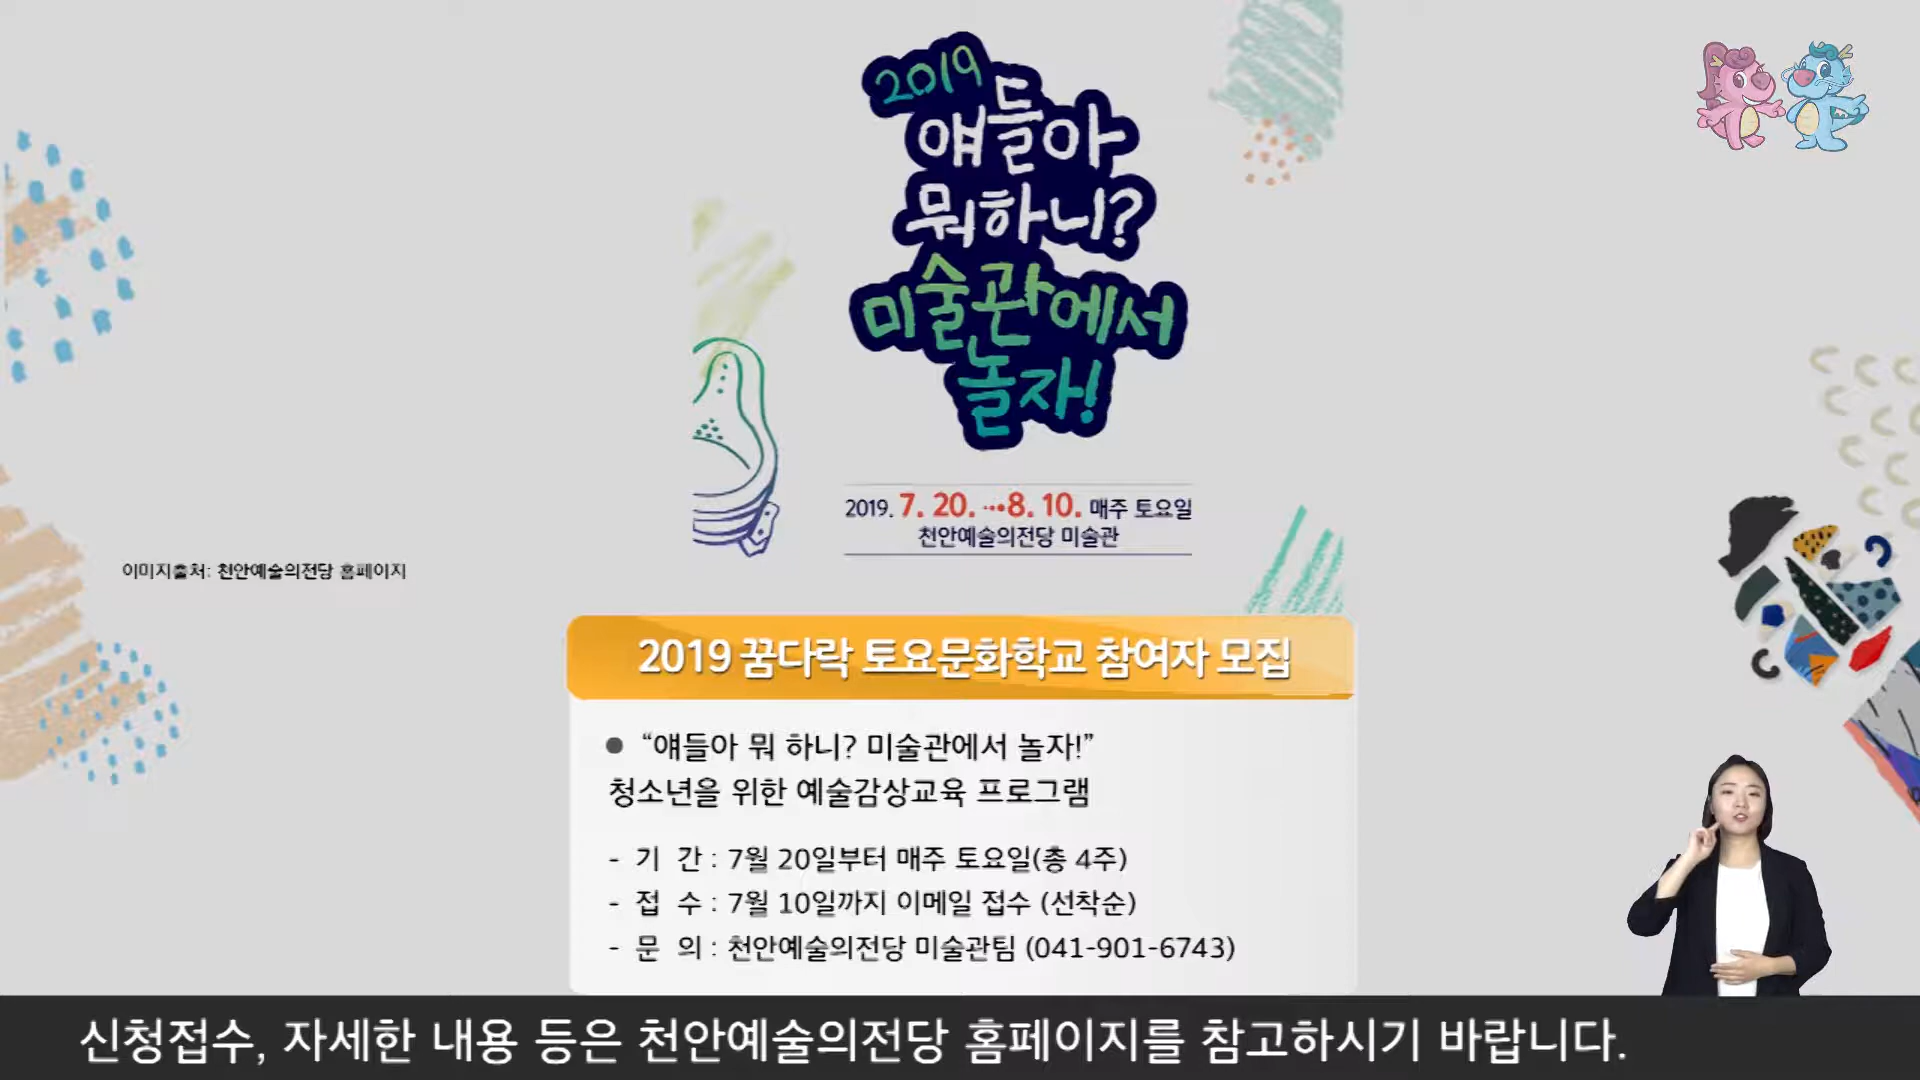 2019
얘들아
뭐하니?
미술관에서
놀자!
2019. 7. 20. ···8. 10. 매주 토요일
천안예술의전당 미술관
이미지출처: 천안예술의전당 홈페이지
2019 꿈다락 토요문화학교 참여자 모집
● “얘들아 뭐 하니? 미술관에서 놀자!”
청소년을 위한 예술감상교육 프로그램
- 기 간 : 7월 20일부터 매주 토요일(총 4주)
- 접 수 : 7월 10일까지 이메일 접수 (선착순)
- 문 의 : 천안예술의전당 미술관팀 (041-901-6743)
신청접수, 자세한 내용 등은 천안예술의전당 홈페이지를 참고하시기 바랍니다.